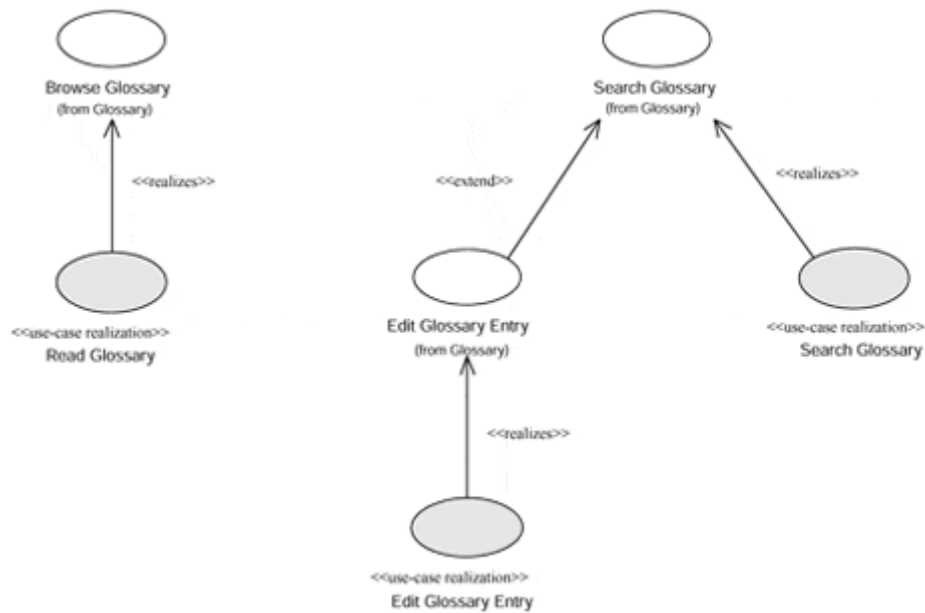 Browse Glossary
(from Glossary)
Search Glossary
(from Glossary)
<<realizes>>
<<extend>>
<<realizes>>
<<use-case realization>>
Read Glossary
Edit Glossary Entry
(from Glossary)
<<use-case realization>>
Search Glossary
<<realizes>>
<<use-case realization>>
Edit Glossary Entry